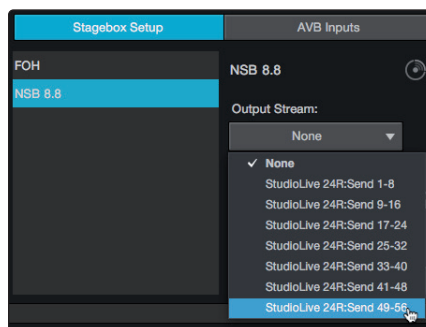 Stagebox Setup
AVB Inputs
FOH
NSB 8.8
NSB 8.8
Output Stream:
None
None
StudioLive 24R:Send 1-8
StudioLive 24R:Send 9-16
StudioLive 24R:Send 17-24
StudioLive 24R:Send 25-32
StudioLive 24R:Send 33-40
StudioLive 24R:Send 41-48
StudioLive 24R:Send 49-56